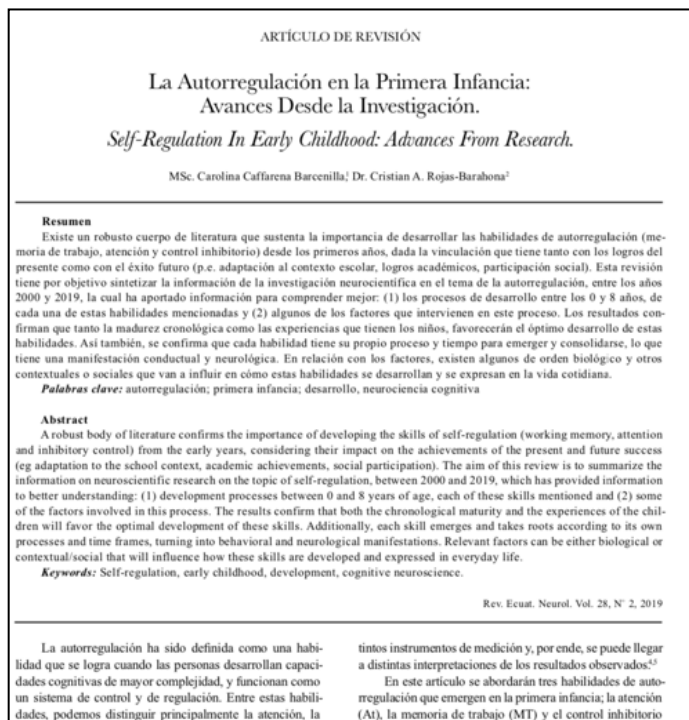 ARTÍCULO DE REVISIÓN
La Autorregulación en la Primera Infancia:
Avances Desde la Investigación.
Self-Regulation In Early Childhood: Advances From Research.
MSc. Carolina Caffarena Barcenilla,¹ Dr. Cristian A. Rojas-Barahona²
Resumen
Existe un robusto cuerpo de literatura que sustenta la importancia de desarrollar las habilidades de autorregulación (me-
moria de trabajo, atención y control inhibitorio) desde los primeros años, dada la vinculación que tiene tanto con los logros del
presente como con el éxito futuro (p.e. adaptación al contexto escolar, logros académicos, participación social). Esta revisión
tiene por objetivo sintetizar la información de la investigación neurocientífica en el tema de la autorregulación, entre los años
2000 y 2019, la cual ha aportado información para comprender mejor: (1) los procesos de desarrollo entre los 0 y 8 años, de
cada una de estas habilidades mencionadas y (2) algunos de los factores que intervienen en este proceso. Los resultados con-
firman que tanto la madurez cronológica como las experiencias que tienen los niños, favorecerán el óptimo desarrollo de estas
habilidades. Así también, se confirma que cada habilidad tiene su propio proceso y tiempo para emerger y consolidarse, lo que
tiene una manifestación conductual y neurológica. En relación con los factores, existen algunos de orden biológico y otros
contextuales o sociales que van a influir en cómo estas habilidades se desarrollan y se expresan en la vida cotidiana.
Palabras clave: autorregulación; primera infancia; desarrollo, neurociencia cognitiva
Abstract
A robust body of literature confirms the importance of developing the skills of self-regulation (working memory, attention
and inhibitory control) from the early years, considering their impact on the achievements of the present and future success
(eg adaptation to the school context, academic achievements, social participation). The aim of this review is to summarize the
information on neuroscientific research on the topic of self-regulation, between 2000 and 2019, which has provided information
to better understanding: (1) development processes between 0 and 8 years of age, each of these skills mentioned and (2) some
of the factors involved in this process. The results confirm that both the chronological maturity and the experiences of the chil-
dren will favor the optimal development of these skills. Additionally, each skill emerges and takes roots according to its own
processes and time frames, turning into behavioral and neurological manifestations. Relevant factors can be either biological or
contextual/social that will influence how these skills are developed and expressed in everyday life.
Keywords: Self-regulation, early childhood, development, cognitive neuroscience.
Rev. Ecuat. Neurol. Vol. 28, N° 2, 2019
La autorregulación ha sido definida como una habi-
lidad que se logra cuando las personas desarrollan capaci-
dades cognitivas de mayor complejidad, y funcionan como
un sistema de control y de regulación. Entre estas habili-
dades, podemos distinguir principalmente la atención, la
tintos instrumentos de medición y, por ende, se puede llegar
a distintas interpretaciones de los resultados observados.⁴,⁵
En este artículo se abordarán tres habilidades de auto-
rregulación que emergen en la primera infancia; la atención
(At), la memoria de trabajo (MT) y el control inhibitorio